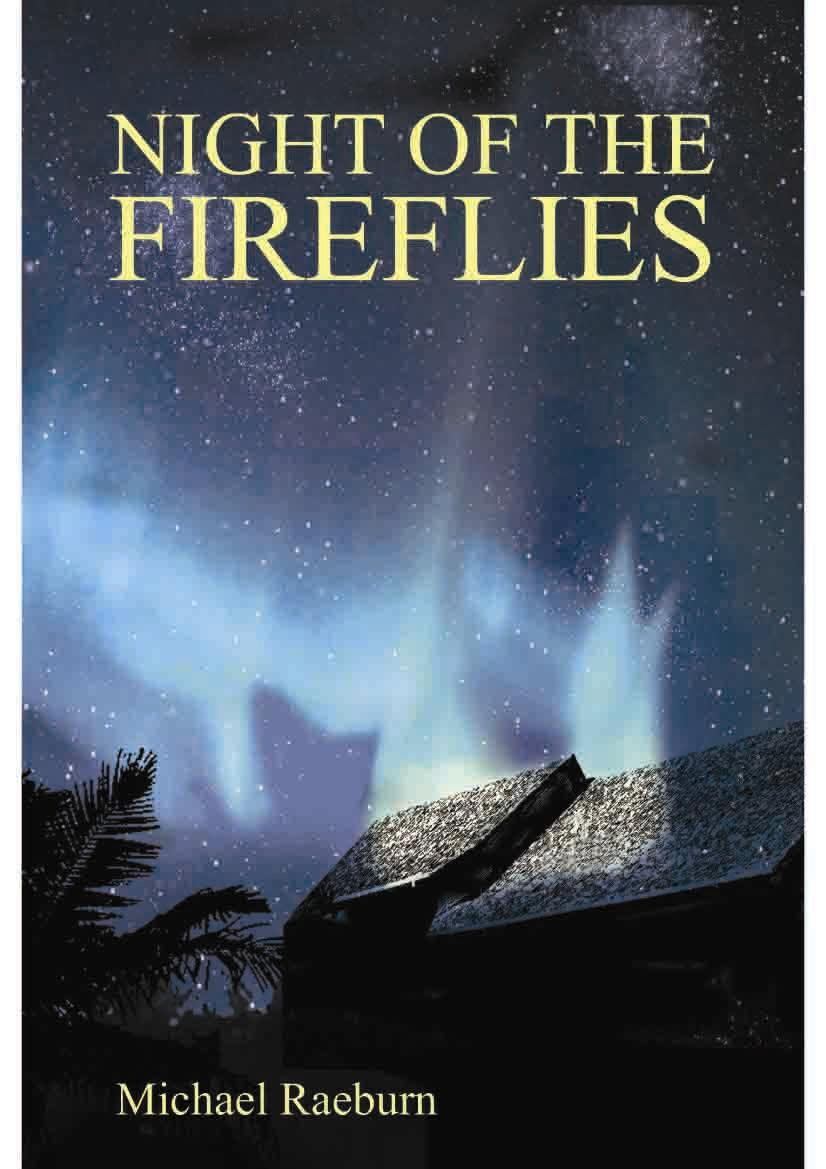 NIGHT OF THE
FIREFLIES
Michael Raeburn